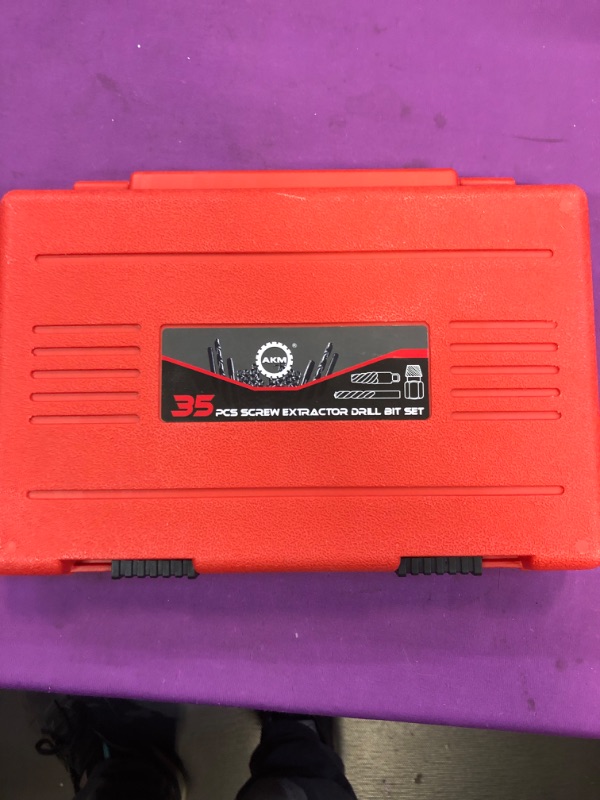 AKM ®
35 PCS SCREW EXTRACTOR DRILL BIT SET